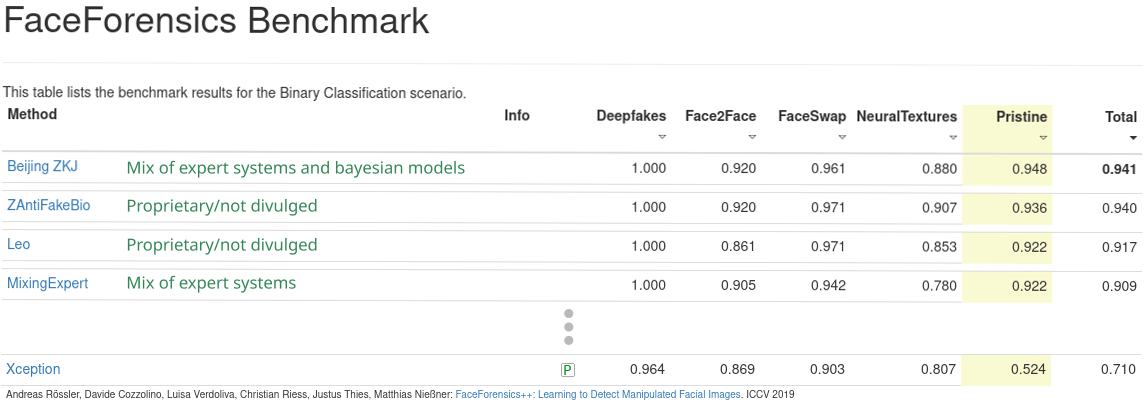 FaceForensics Benchmark
This table lists the benchmark results for the Binary Classification scenario.
Method Info Deepfakes Face2Face FaceSwap NeuralTextures Pristine Total
Beijing ZKJ Mix of expert systems and bayesian models 1.000 0.920 0.961 0.880 0.948 0.941
ZAntiFakeBio Proprietary/not divulged 1.000 0.920 0.971 0.907 0.936 0.940
Leo Proprietary/not divulged 1.000 0.861 0.971 0.853 0.922 0.917
MixingExpert Mix of expert systems 1.000 0.905 0.942 0.780 0.922 0.909
Xception P 0.964 0.869 0.903 0.807 0.524 0.710
Andreas Rössler, Davide Cozzolino, Luisa Verdoliva, Christian Riess, Justus Thies, Matthias Nießner: FaceForensics++: Learning to Detect Manipulated Facial Images. ICCV 2019